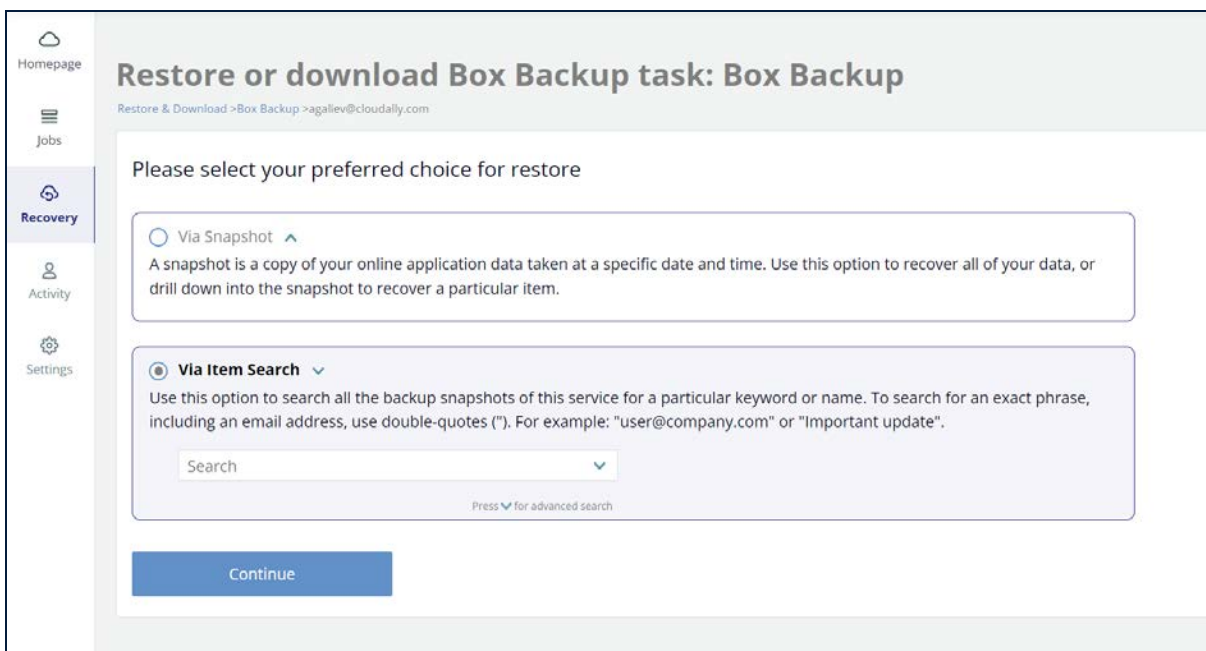 Homepage
Jobs
Recovery
Activity
Settings
Restore or download Box Backup task: Box Backup
Restore & Download >Box Backup >agaliev@cloudally.com
Please select your preferred choice for restore
Via Snapshot
A snapshot is a copy of your online application data taken at a specific date and time. Use this option to recover all of your data, or
drill down into the snapshot to recover a particular item.
Via Item Search
Use this option to search all the backup snapshots of this service for a particular keyword or name. To search for an exact phrase,
including an email address, use double-quotes ("). For example: "user@company.com" or "Important update".
Search
Press for advanced search
Continue